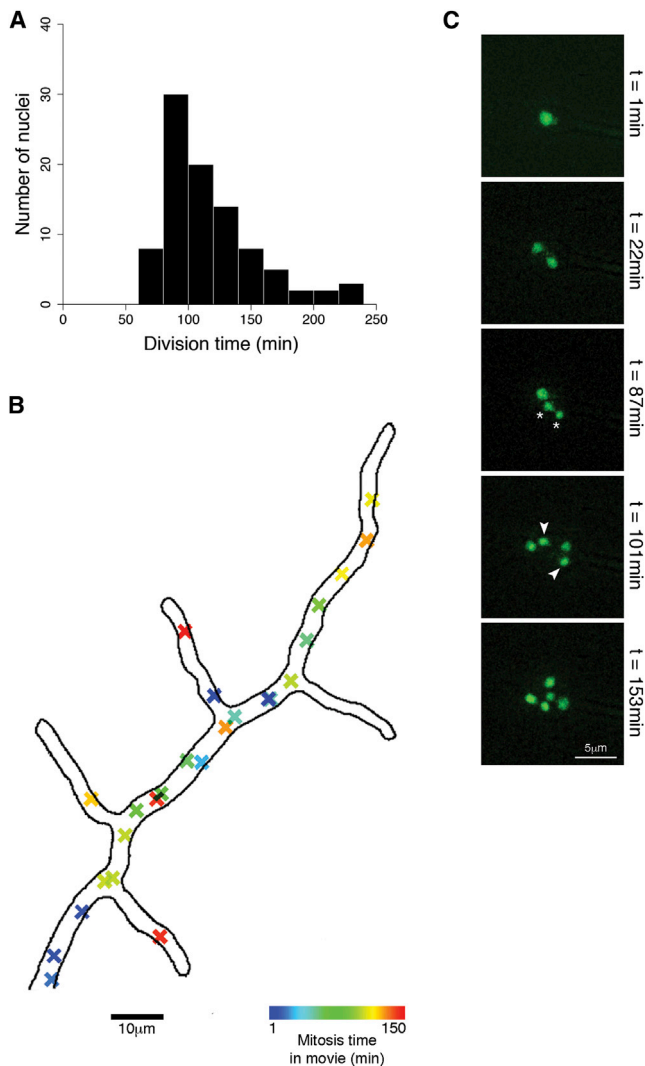 A
Number of nuclei
40
30
20
10
0
0 50 100 150 200 250
Division time (min)
B
10µm
1 150
Mitosis time
in movie (min)
C
t = 1min
t = 22min
t = 87min
* *
t = 101min
t = 153min
5µm